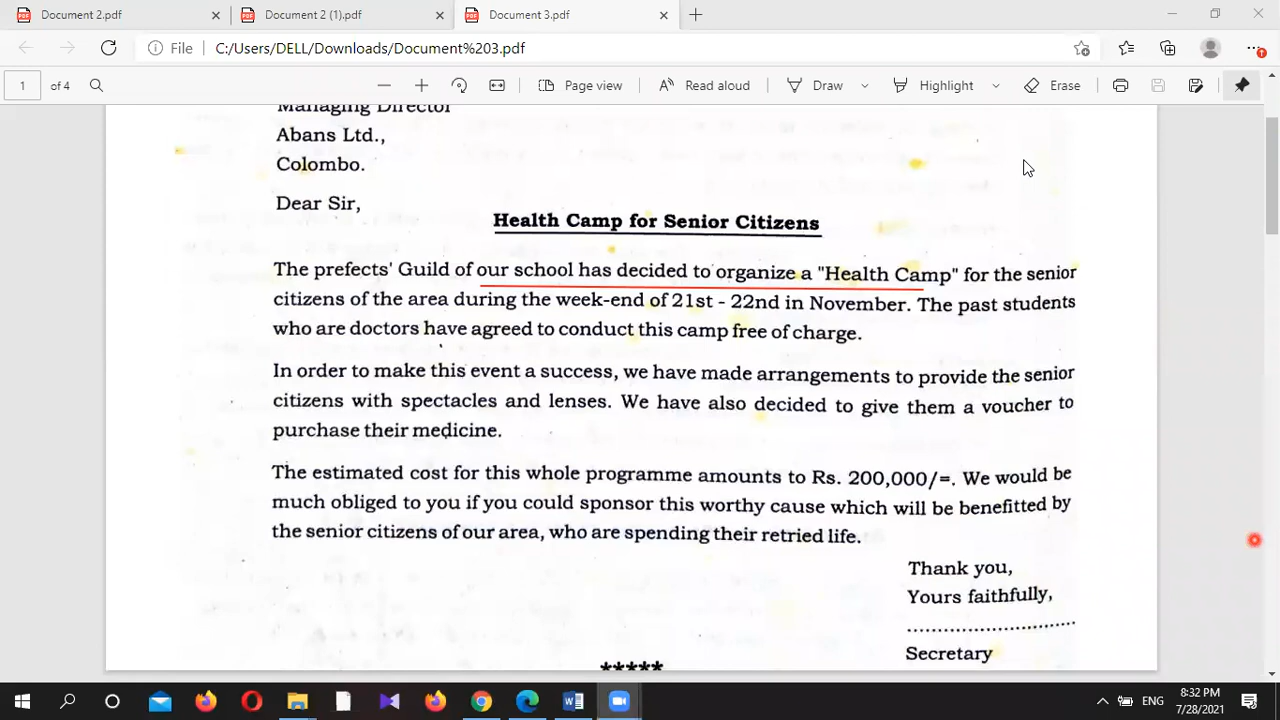 Document 2.pdf
Document 2 (1).pdf
Document 3.pdf
File
C:/Users/DELL/Downloads/Document%203.pdf
1 of 4
Page view
Read aloud
Draw
Highlight
Erase
Managing Director
Abans Ltd.,
Colombo.
Dear Sir,
Health Camp for Senior Citizens
The prefects' Guild of our school has decided to organize a "Health Camp" for the senior
citizens of the area during the week-end of 21st - 22nd in November. The past students
who are doctors have agreed to conduct this camp free of charge.
In order to make this event a success, we have made arrangements to provide the senior
citizens with spectacles and lenses. We have also decided to give them a voucher to
purchase their medicine.
The estimated cost for this whole programme amounts to Rs. 200,000/=. We would be
much obliged to you if you could sponsor this worthy cause which will be benefitted by
the senior citizens of our area, who are spending their retried life.
Thank you,
Yours faithfully,
..............................
Secretary
*****
ENG
8:32 PM
7/28/2021